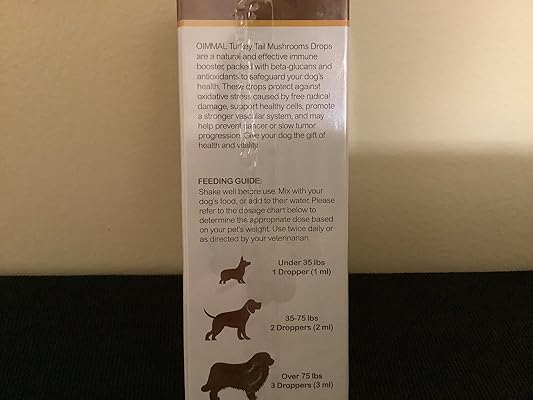 OIMMAL Turkey Tail Mushrooms Drops
are a natural and effective immune
booster, packed with beta-glucans and
antioxidants to safeguard your dog's
health. These drops protect against
oxidative stress caused by free radical
damage, support healthy cells, promote
a stronger vascular system, and may
help prevent cancer or slow tumor
progression. Give your dog the gift of
health and vitality.
FEEDING GUIDE:
Shake well before use. Mix with your
dog's food, or add to their water. Please
refer to the dosage chart below to
determine the appropriate dose based
on your pet's weight. Use twice daily or
as directed by your veterinanan.
Under 35 lbs
1 Dropper (1 ml)
35-75 lbs
2 Droppers (2 ml)
Over 75 lbs
3 Droppers (3 ml)